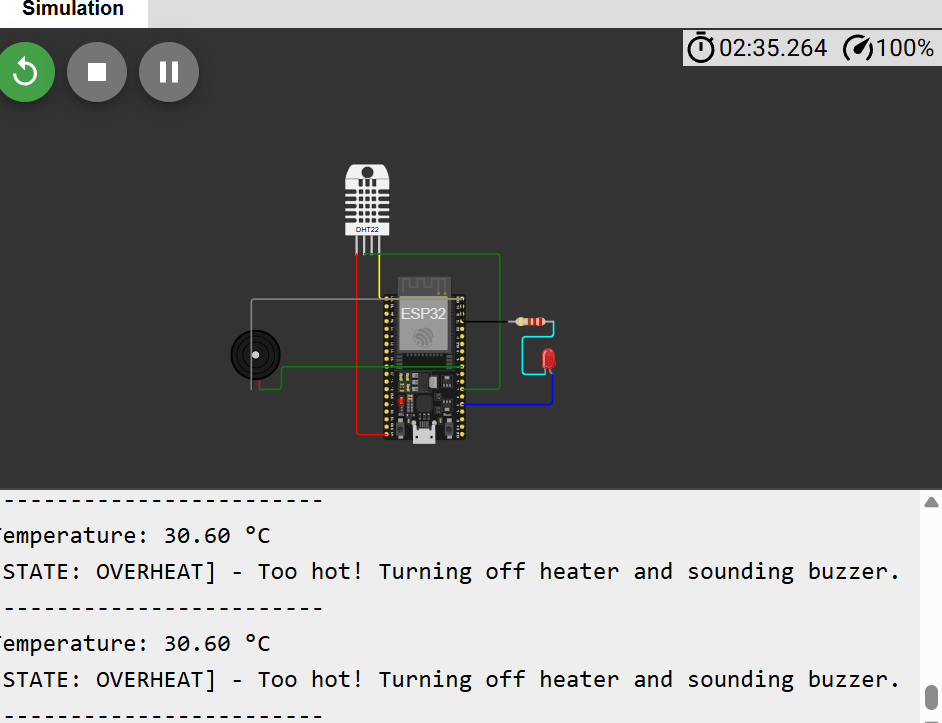 Simulation
02:35.264 100%
DHT22
ESP32
-------------------------
Temperature: 30.60 °C
STATE: OVERHEAT] - Too hot! Turning off heater and sounding buzzer.
-------------------------
Temperature: 30.60 °C
STATE: OVERHEAT] - Too hot! Turning off heater and sounding buzzer.
-------------------------